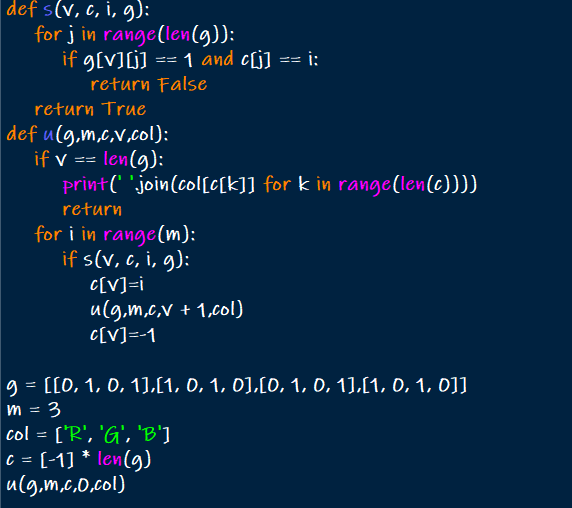 def s(v, c, i, g):
    for j in range(len(g)):
        if g[v][j] == 1 and c[j] == i:
            return False
    return True
def u(g,m,c,v,col):
    if v == len(g):
        print(' '.join(col[c[k]] for k in range(len(c))))
        return
    for i in range(m):
        if s(v, c, i, g):
            c[v]=i
            u(g,m,c,v + 1,col)
            c[v]=-1
g = [[0, 1, 0, 1],[1, 0, 1, 0],[0, 1, 0, 1],[1, 0, 1, 0]]
m = 3
col = ['R', 'G', 'B']
c = [-1] * len(g)
u(g,m,c,0,col)